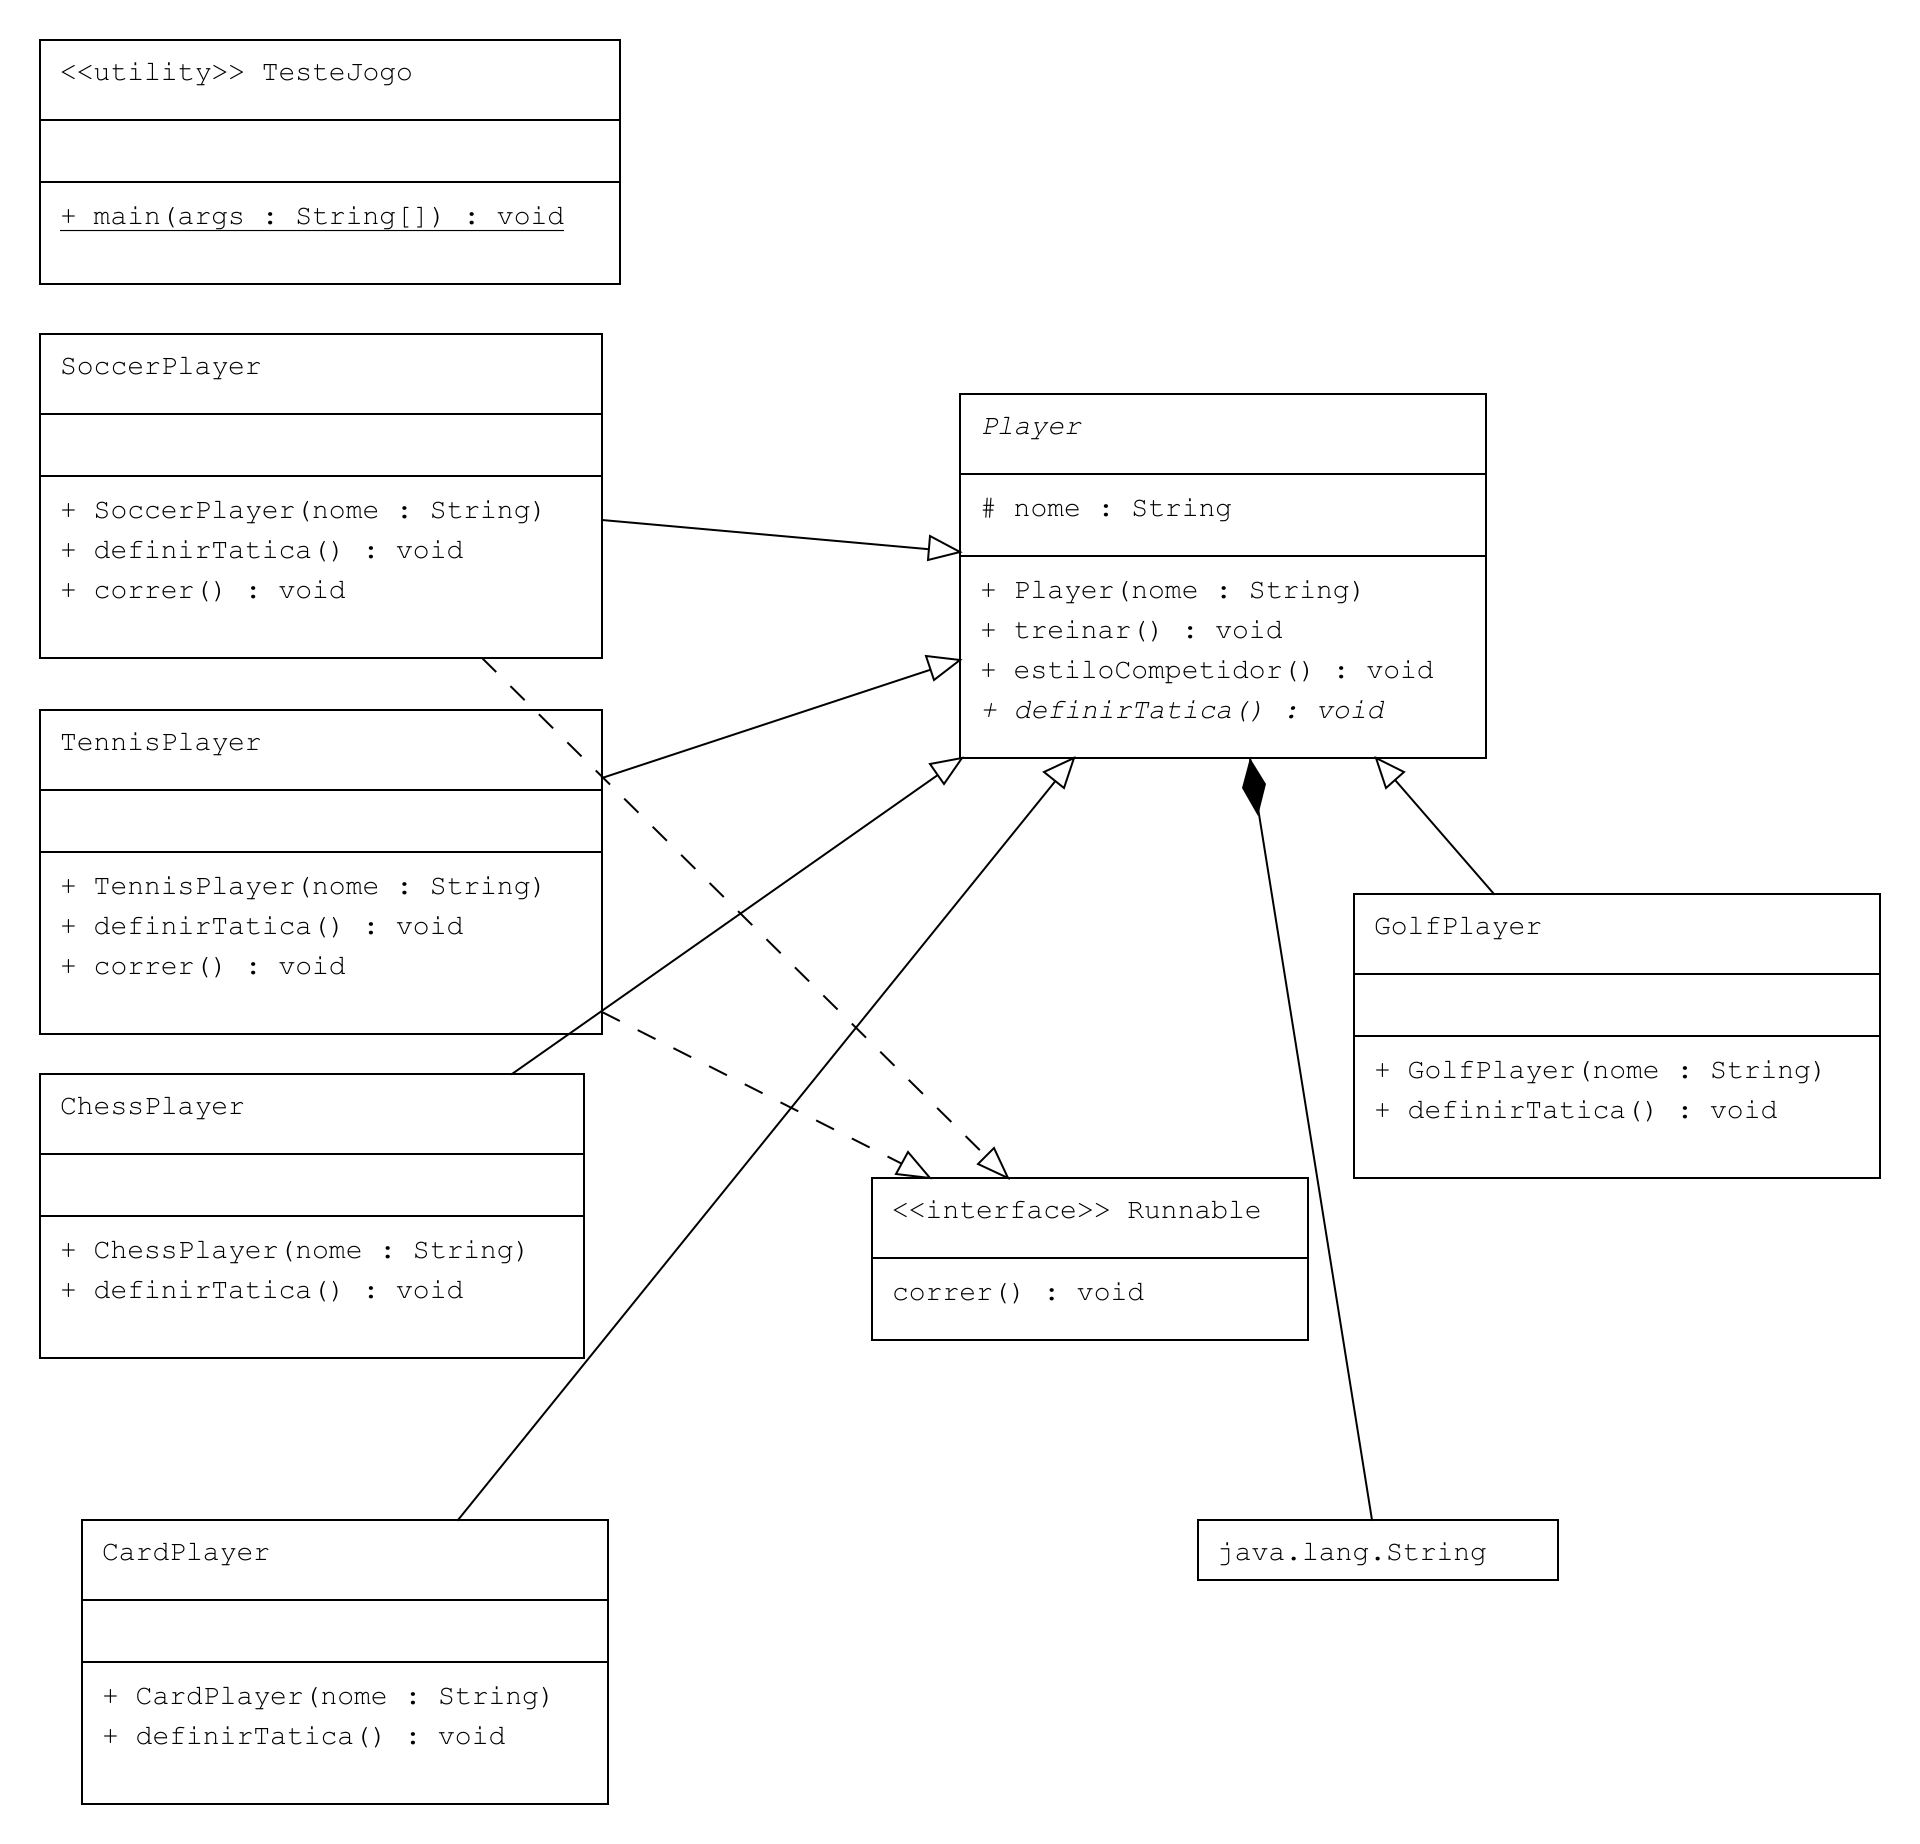 <<utility>> TesteJogo
+ main(args : String[]) : void
SoccerPlayer
+ SoccerPlayer(nome : String)
+ definirTatica() : void
+ correr() : void
Player
# nome : String
+ Player(nome : String)
+ treinar() : void
+ estiloCompetidor() : void
+ definirTatica() : void
TennisPlayer
+ TennisPlayer(nome : String)
+ definirTatica() : void
+ correr() : void
GolfPlayer
+ GolfPlayer(nome : String)
+ definirTatica() : void
ChessPlayer
+ ChessPlayer(nome : String)
+ definirTatica() : void
<<interface>> Runnable
correr() : void
CardPlayer
+ CardPlayer(nome : String)
+ definirTatica() : void
java.lang.String